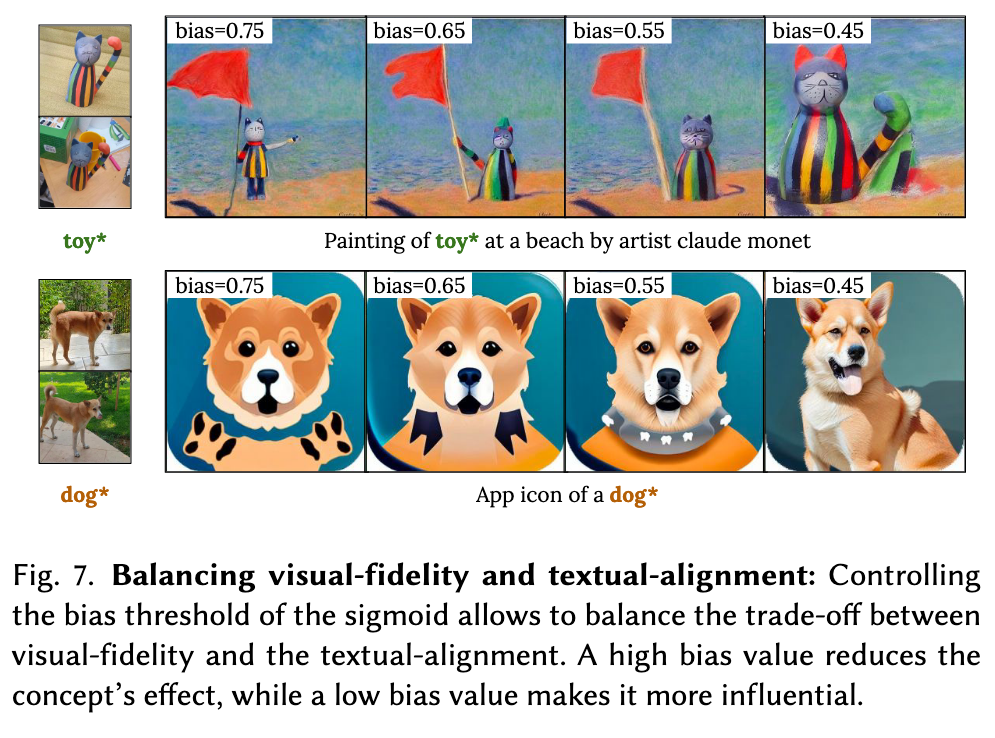 bias=0.75
bias=0.65
bias=0.55
bias=0.45
toy*
Painting of toy* at a beach by artist claude monet
bias=0.75
bias=0.65
bias=0.55
bias=0.45
dog*
App icon of a dog*
Fig. 7. Balancing visual-fidelity and textual-alignment: Controlling
the bias threshold of the sigmoid allows to balance the trade-off between
visual-fidelity and the textual-alignment. A high bias value reduces the
concept's effect, while a low bias value makes it more influential.